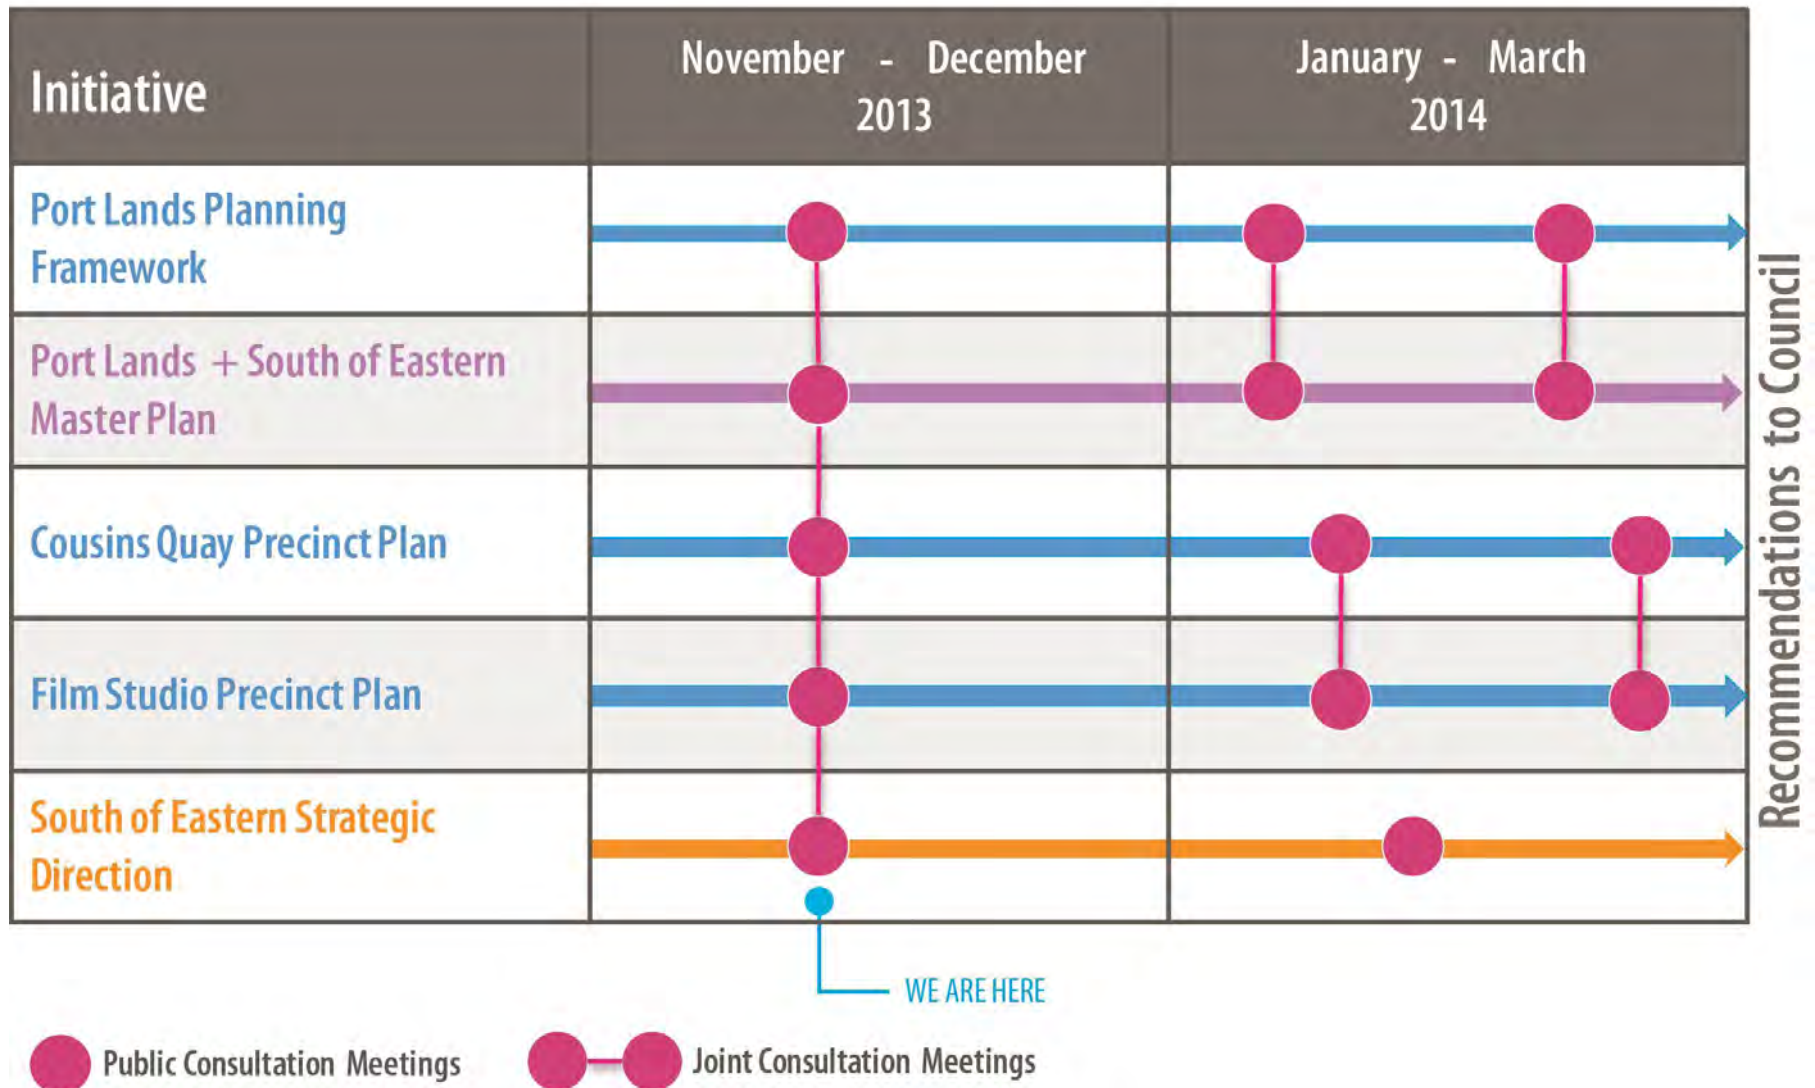 Initiative
November - December
2013
January - March
2014
Port Lands Planning
Framework
Port Lands + South of Eastern
Master Plan
Cousins Quay Precinct Plan
Film Studio Precinct Plan
South of Eastern Strategic
Direction
Recommendations to Council
WE ARE HERE
Public Consultation Meetings
Joint Consultation Meetings